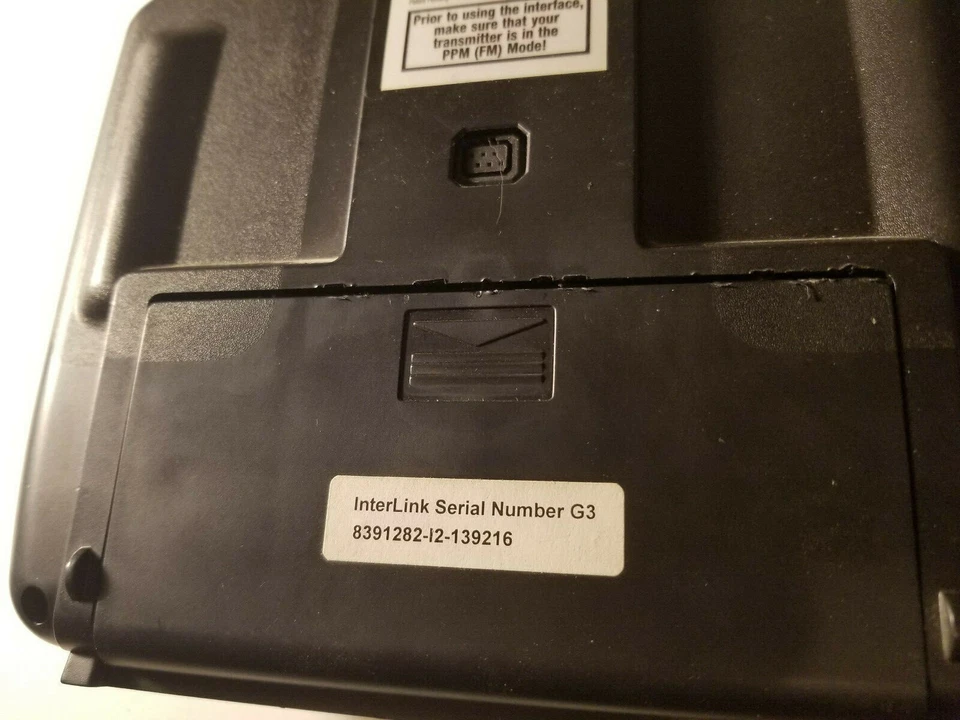 Prior to using the interface,
make sure that your
transmitter is in the
PPM (FM) Mode!
InterLink Serial Number G3
8391282-I2-139216